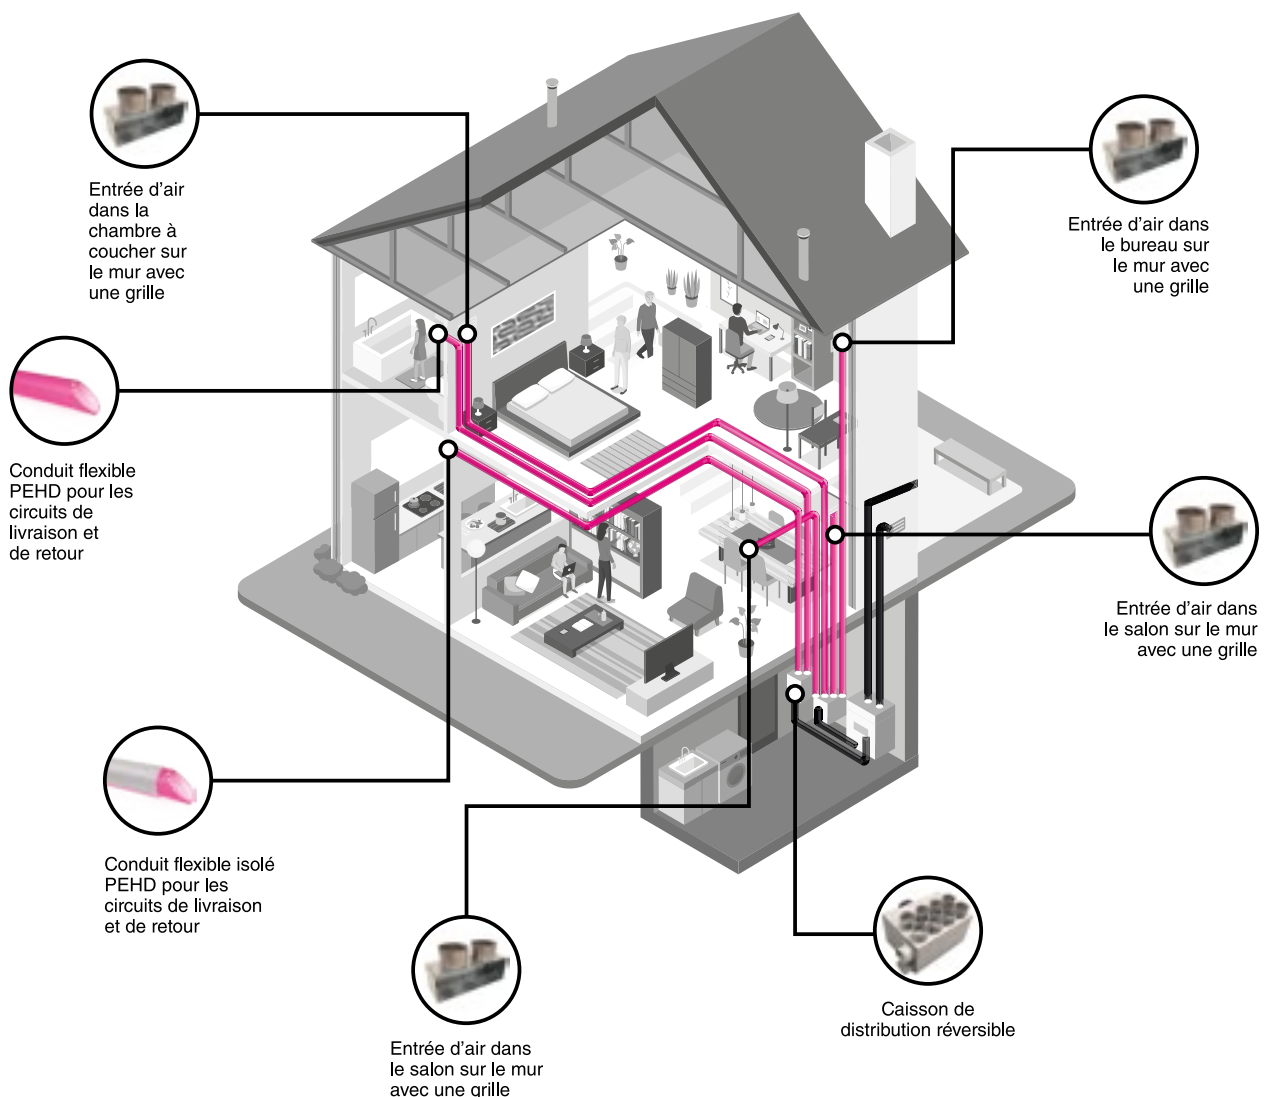 Entrée d'air
dans la
chambre à
coucher sur
le mur avec
une grille
Entrée d'air dans
le bureau sur
le mur avec
une grille
Conduit flexible
PEHD pour les
circuits de
livraison et
de retour
Entrée d'air dans
le salon sur le mur
avec une grille
Conduit flexible isolé
PEHD pour les
circuits de livraison
et de retour
Caisson de
distribution réversible
Entrée d'air dans
le salon sur le mur
avec une grille